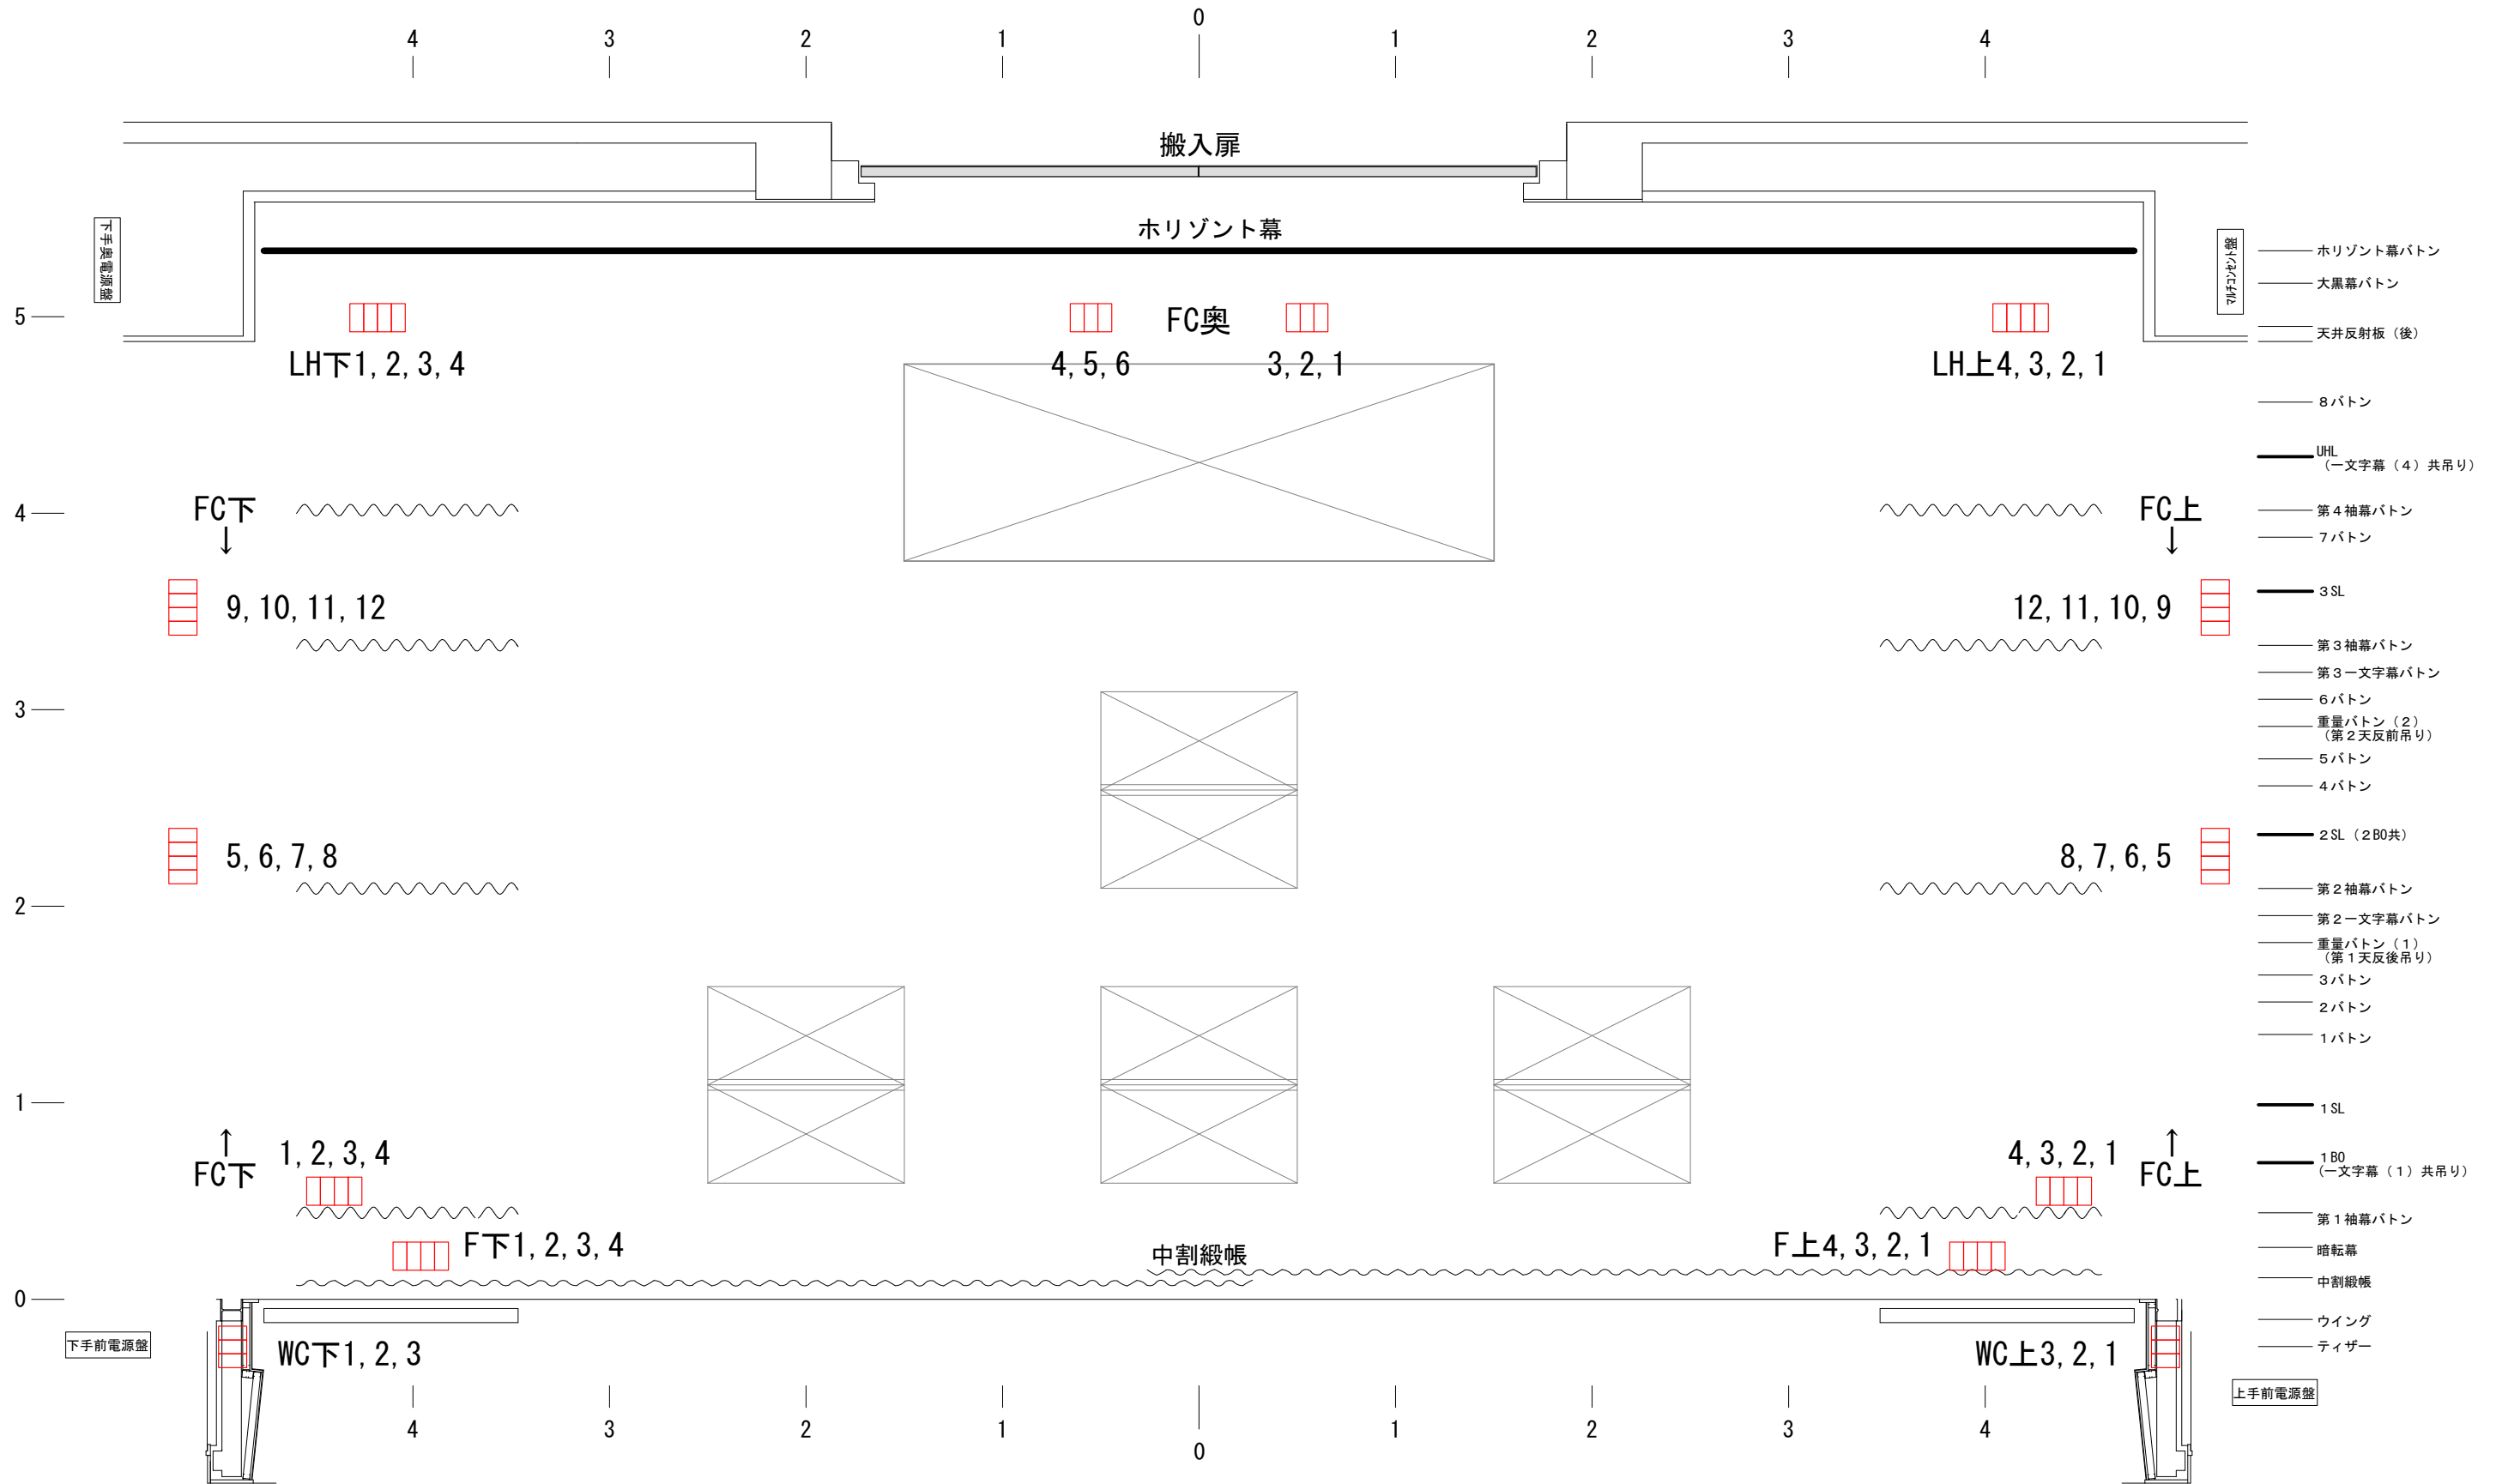 0
4 3 2 1 1 2 3 4
搬入扉
ホリゾント幕
下手奥電源盤
マルチコンセント盤
5
FC奥
LH下1,2,3,4
4,5,6
3,2,1
LH上4,3,2,1
4
FC下
↓
FC上
↓
9,10,11,12
12,11,10,9
3
5,6,7,8
8,7,6,5
2
1
↑
FC下
1,2,3,4
4,3,2,1
↑
FC上
F下1,2,3,4
中割緞帳
F上4,3,2,1
0
下手前電源盤
WC下1,2,3
WC上3,2,1
上手前電源盤
4 3 2 1 1 2 3 4
0
ホリゾント幕バトン
大黒幕バトン
天井反射板（後）
８バトン
UHL
（一文字幕（４）共吊り）
第４袖幕バトン
７バトン
３SL
第３袖幕バトン
第３一文字幕バトン
６バトン
重量バトン（２）
（第２天反前吊り）
５バトン
４バトン
２SL（２BO共）
第２袖幕バトン
第２一文字幕バトン
重量バトン（１）
（第１天反後吊り）
３バトン
２バトン
１バトン
１SL
１BO
（一文字幕（１）共吊り）
第１袖幕バトン
暗転幕
中割緞帳
ウイング
ティザー